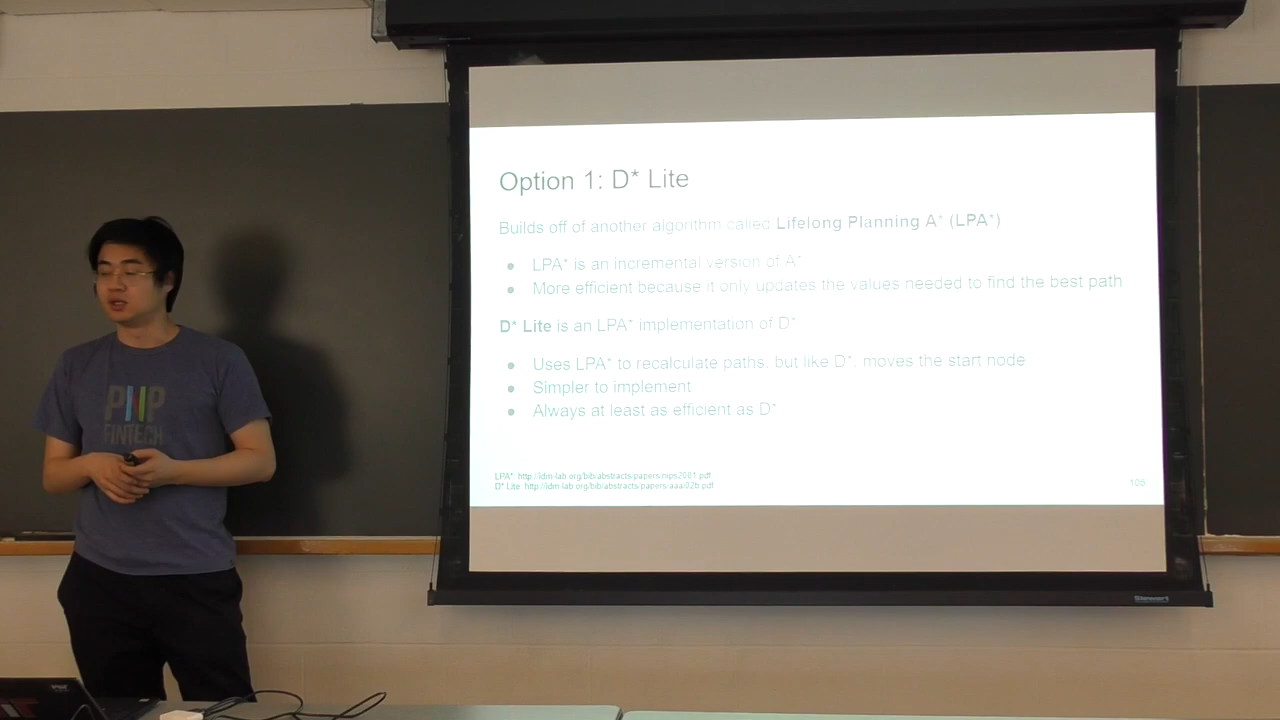 Option 1: D* Lite
Builds off of another algorithm called Lifelong Planning A* (LPA*)
● LPA* is an incremental version of A*
● More efficient because it only updates the values needed to find the best path
D* Lite is an LPA* implementation of D*
● Uses LPA* to recalculate paths, but like D*, moves the start node
● Simpler to implement
● Always at least as efficient as D*
LPA*: http://idm-lab.org/bib/abstracts/papers/nips2001.pdf
D* Lite: http://idm-lab.org/bib/abstracts/papers/aaai02b.pdf
105
PNP
FINTECH
Stewart